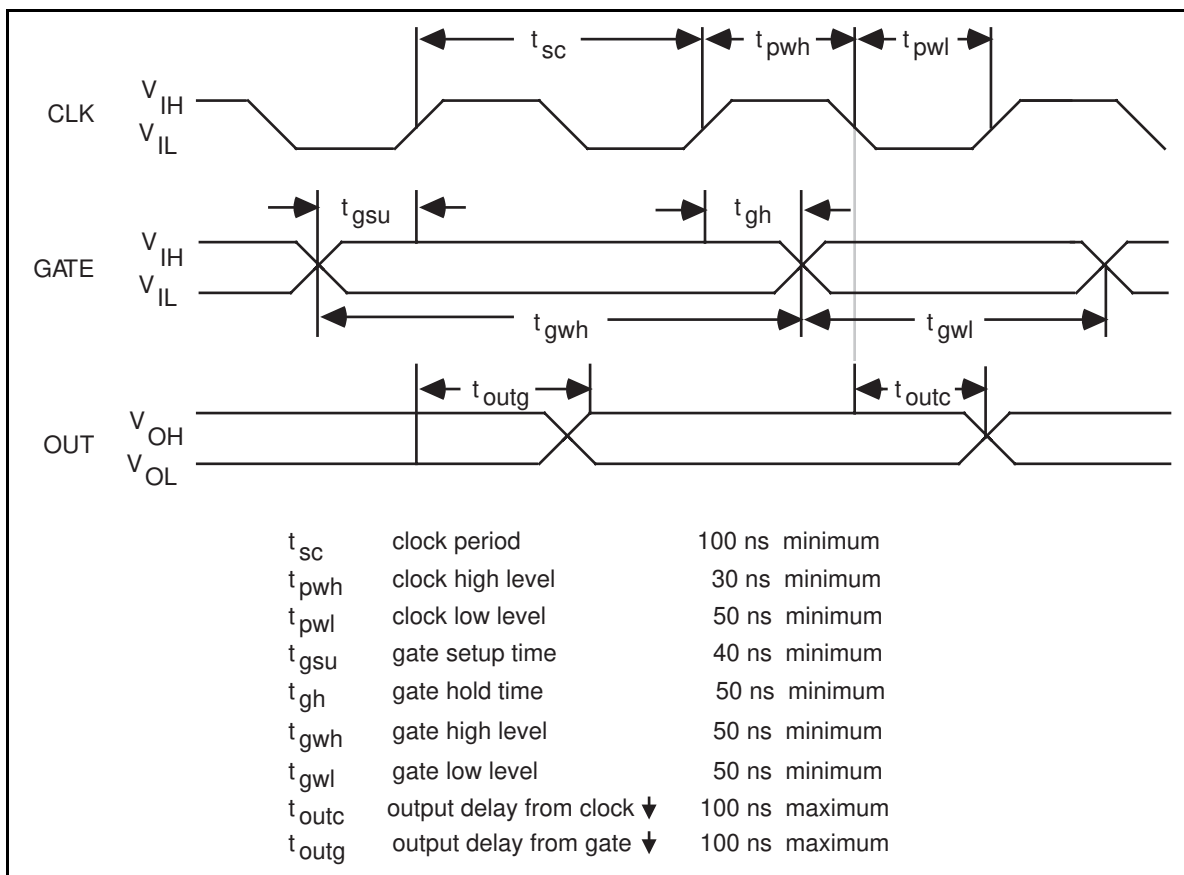 t sc t pwh t pwl
CLK V IH
V IL
t gsu t gh
GATE V IH
V IL
t gwh t gwl
t outg t outc
OUT V OH
V OL
t sc clock period 100 ns minimum
t pwh clock high level 30 ns minimum
t pwl clock low level 50 ns minimum
t gsu gate setup time 40 ns minimum
t gh gate hold time 50 ns minimum
t gwh gate high level 50 ns minimum
t gwl gate low level 50 ns minimum
t outc output delay from clock ↓ 100 ns maximum
t outg output delay from gate ↓ 100 ns maximum